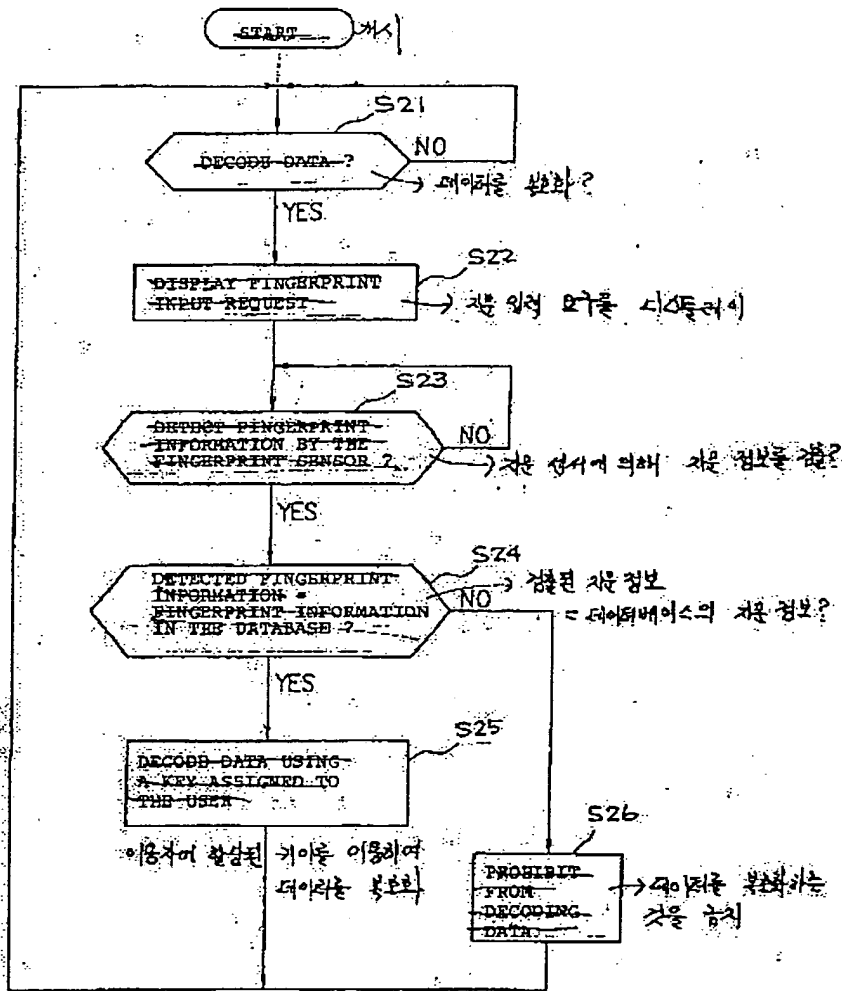 START 개시
S21
DECODE DATA ? NO
데이터를 복호화?
YES
S22
DISPLAY FINGERPRINT
INPUT REQUEST
지문 입력 요구를 디스플레이
S23
DETECT FINGERPRINT
INFORMATION BY THE
FINGERPRINT SENSOR ?
NO
지문 센서에 의해 지문 정보를 검출?
YES
S24
DETECTED FINGERPRINT
INFORMATION =
FINGERPRINT INFORMATION
IN THE DATABASE ?
NO
검출된 지문 정보
= 데이터베이스의 지문 정보?
YES
S25
DECODE DATA USING
A KEY ASSIGNED TO
THE USER
이용자에 할당된 키이를 이용하여
데이터를 복호화
S26
PROHIBIT
FROM
DECODING
DATA
데이터를 복호화하는
것을 금지